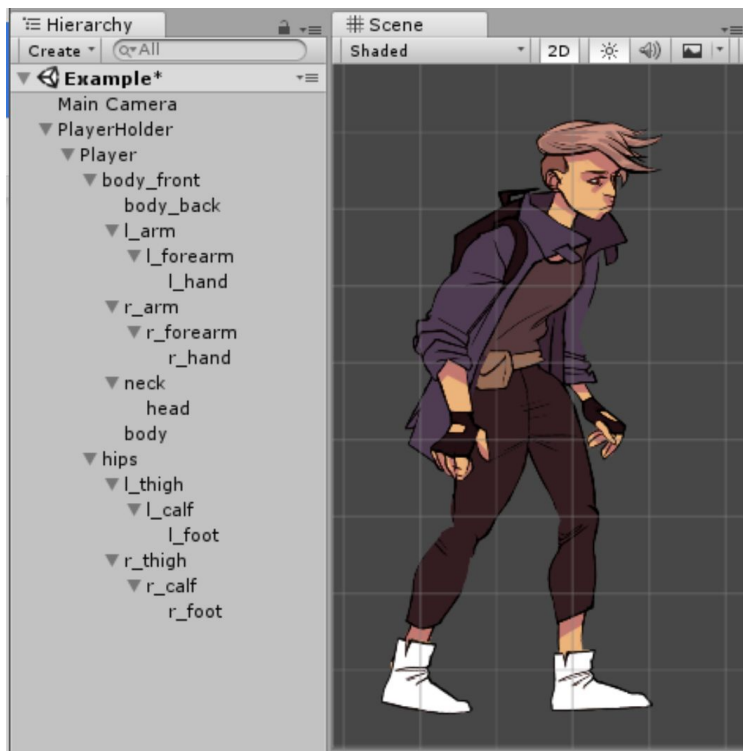 Hierarchy
Create
All
Example*
Main Camera
PlayerHolder
Player
body_front
body_back
l_arm
l_forearm
l_hand
r_arm
r_forearm
r_hand
neck
head
body
hips
l_thigh
l_calf
l_foot
r_thigh
r_calf
r_foot
Scene
Shaded
2D